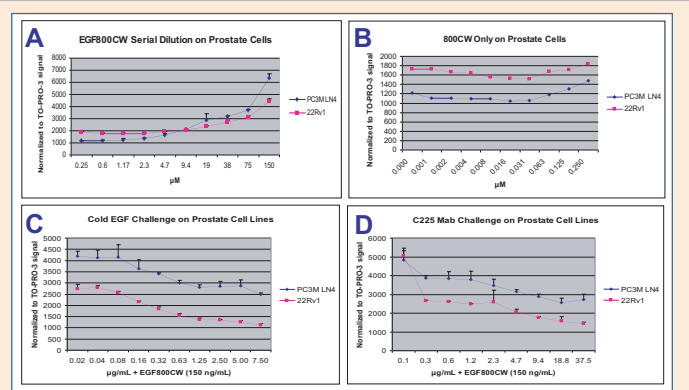 A
EGF800CW Serial Dilution on Prostate Cells
Normalized to TO-PRO-3 signal
8000
7000
6000
5000
4000
3000
2000
1000
0
0.25 0.6 1.17 2.3 4.7 9.4 19 38 75 150
µM
PC3M LN4
22Rv1
B
800CW Only on Prostate Cells
Normalized to TO-PRO-3 signal
2000
1800
1600
1400
1200
1000
800
600
400
200
0
0.000 0.001 0.002 0.004 0.008 0.016 0.031 0.063 0.125 0.250
µM
PC3M LN4
22Rv1
C
Cold EGF Challenge on Prostate Cell Lines
Normalized to TO-PRO-3 signal
5000
4500
4000
3500
3000
2500
2000
1500
1000
500
0
0.02 0.04 0.08 0.16 0.32 0.63 1.25 2.50 5.00 7.50
µg/mL + EGF800CW (150 ng/mL)
PC3M LN4
22Rv1
D
C225 Mab Challenge on Prostate Cell Lines
Normalized to TO-PRO-3 signal
6000
5000
4000
3000
2000
1000
0
0.1 0.3 0.6 1.2 2.3 4.7 9.4 18.8 37.5
µg/mL + EGF800CW (150 ng/mL)
PC3M LN4
22Rv1